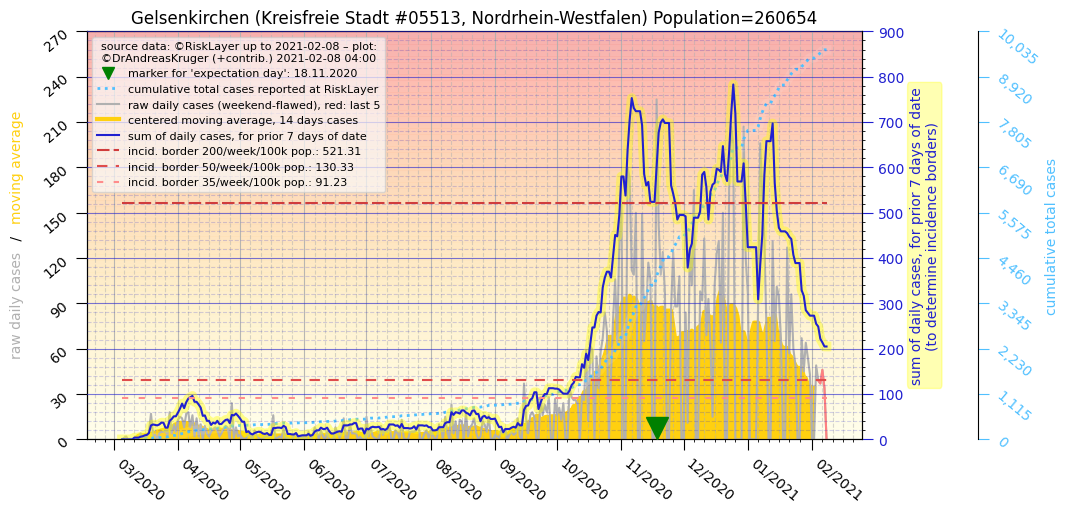 Gelsenkirchen (Kreisfreie Stadt #05513, Nordrhein-Westfalen) Population=260654
source data: ©RiskLayer up to 2021-02-08 – plot:
©DrAndreasKruger (+contrib.) 2021-02-08 04:00
marker for 'expectation day': 18.11.2020
cumulative total cases reported at RiskLayer
raw daily cases (weekend-flawed), red: last 5
centered moving average, 14 days cases
sum of daily cases, for prior 7 days of date
incid. border 200/week/100k pop.: 521.31
incid. border 50/week/100k pop.: 130.33
incid. border 35/week/100k pop.: 91.23
raw daily cases / moving average
270
240
210
180
150
120
90
60
30
0
03/2020
04/2020
05/2020
06/2020
07/2020
08/2020
09/2020
10/2020
11/2020
12/2020
01/2021
02/2021
900
800
700
600
500
400
300
200
100
0
sum of daily cases, for prior 7 days of date
(to determine incidence borders)
10,035
8,920
7,805
6,690
5,575
4,460
3,345
2,230
1,115
0
cumulative total cases